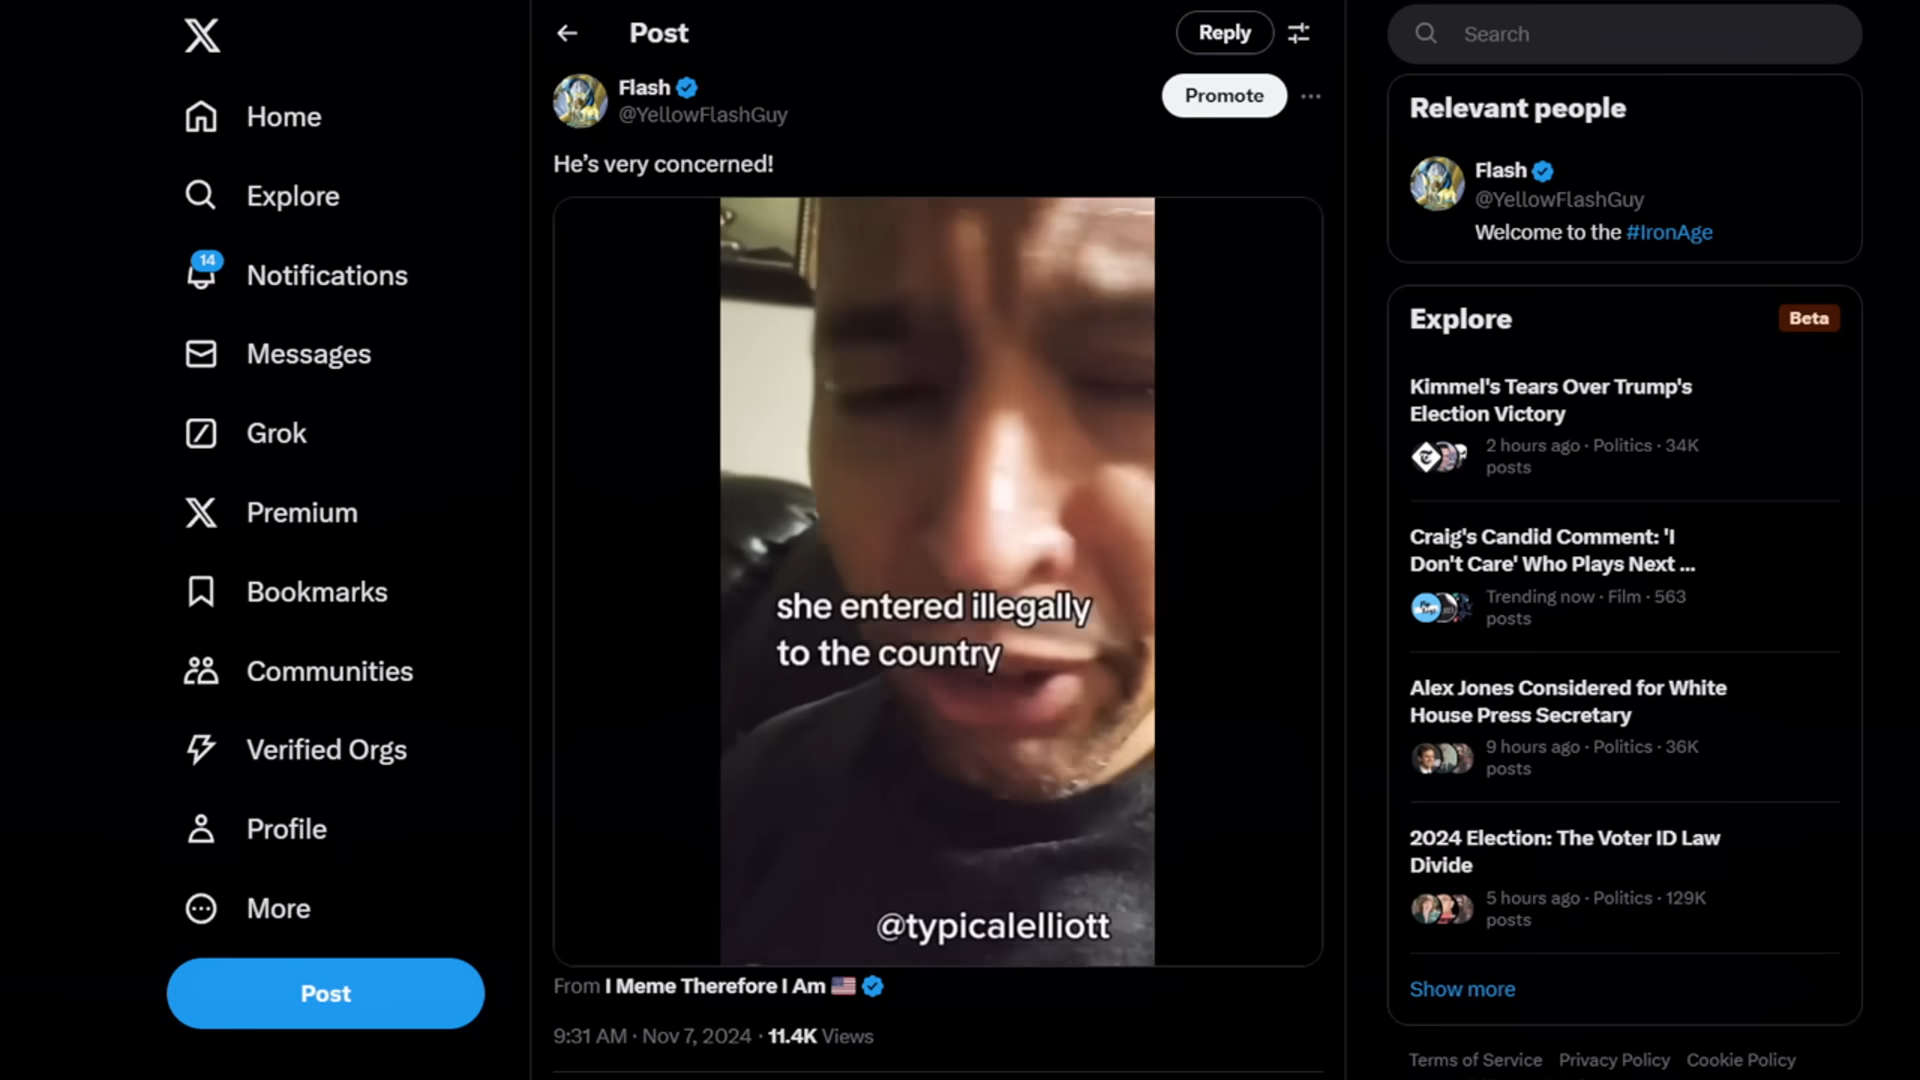 Home
Explore
14
Notifications
Messages
Grok
Premium
Bookmarks
Communities
Verified Orgs
Profile
More
Post
Post
Reply
Flash
@YellowFlashGuy
Promote
He’s very concerned!
she entered illegally
to the country
@typicalelliott
From I Meme Therefore I Am 🇺🇸
9:31 AM · Nov 7, 2024 · 11.4K Views
Search
Relevant people
Flash
@YellowFlashGuy
Welcome to the #IronAge
Explore
Beta
Kimmel's Tears Over Trump's
Election Victory
2 hours ago · Politics · 34K
posts
Craig's Candid Comment: 'I
Don't Care' Who Plays Next ...
Trending now · Film · 563
posts
Alex Jones Considered for White
House Press Secretary
9 hours ago · Politics · 36K
posts
2024 Election: The Voter ID Law
Divide
5 hours ago · Politics · 129K
posts
Show more
Terms of Service Privacy Policy Cookie Policy